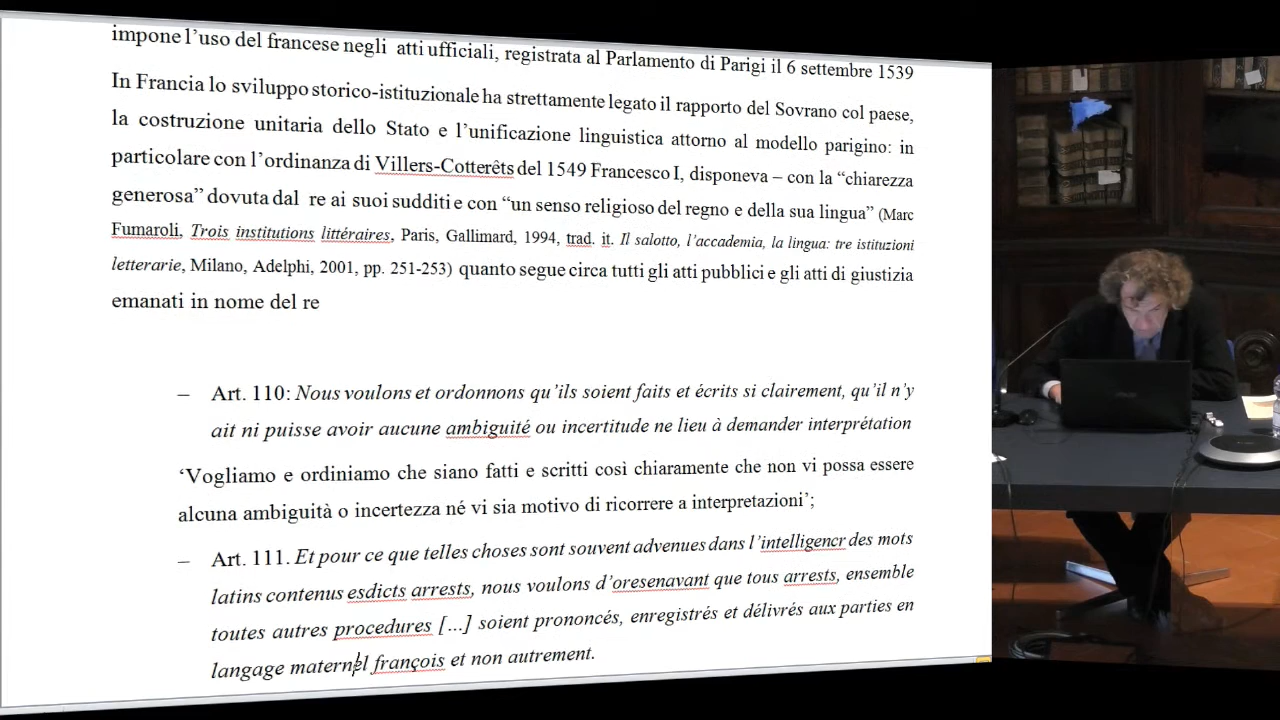 impone l’uso del francese negli atti ufficiali, registrata al Parlamento di Parigi il 6 settembre 1539
In Francia lo sviluppo storico-istituzionale ha strettamente legato il rapporto del Sovrano col paese,
la costruzione unitaria dello Stato e l’unificazione linguistica attorno al modello parigino: in
particolare con l’ordinanza di Villers-Cotterêts del 1549 Francesco I, disponeva – con la “chiarezza
generosa” dovuta dal re ai suoi sudditi e con “un senso religioso del regno e della sua lingua” (Marc
Fumaroli, Trois institutions littéraires, Paris, Gallimard, 1994, trad. it. Il salotto, l’accademia, la lingua: tre istituzioni
letterarie, Milano, Adelphi, 2001, pp. 251-253) quanto segue circa tutti gli atti pubblici e gli atti di giustizia
emanati in nome del re
– Art. 110: Nous voulons et ordonnons qu’ils soient faits et écrits si clairement, qu’il n’y
ait ni puisse avoir aucune ambiguité ou incertitude ne lieu à demander interprétation
‘Vogliamo e ordiniamo che siano fatti e scritti così chiaramente che non vi possa essere
alcuna ambiguità o incertezza né vi sia motivo di ricorrere a interpretazioni’;
– Art. 111. Et pour ce que telles choses sont souvent advenues dans l’intelligencr des mots
latins contenus esdicts arrests, nous voulons d’oresenavant que tous arrests, ensemble
toutes autres procedures [...] soient prononcés, enregistrés et délivrés aux parties en
langage maternel françois et non autrement.